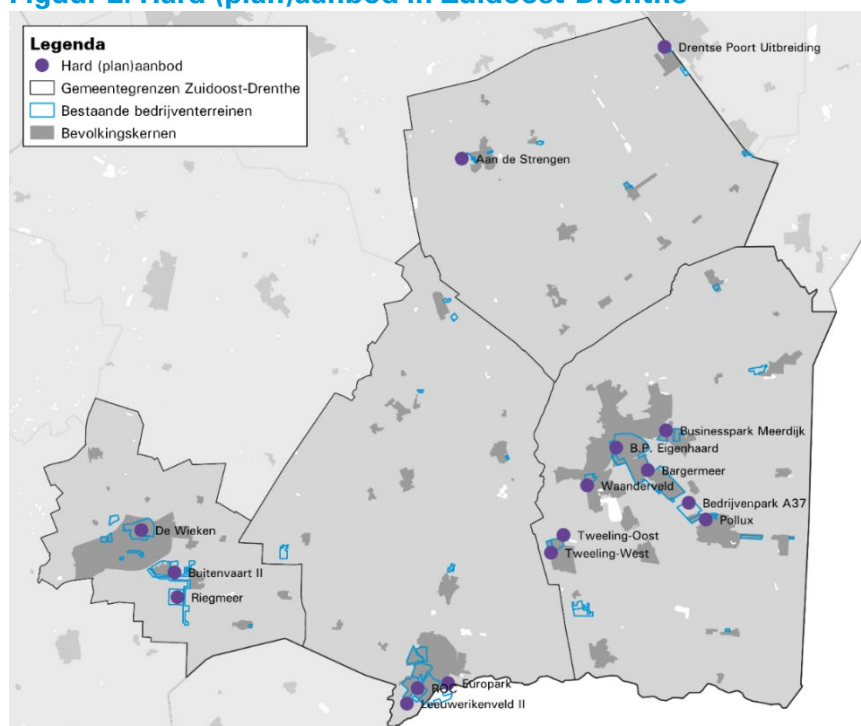 Figuur 2: Hard (plan)aanbod in Zuidoost-Drenthe
Legenda
Hard (plan)aanbod
Gemeentegrenzen Zuidoost-Drenthe
Bestaande bedrijventerreinen
Bevolkingskernen
Drentse Poort Uitbreiding
Aan de Strengen
Businesspark Meerdijk
B.P. Eigenhaard
Bargermeer
Waanderveld
Bedrijvenpark A37
Pollux
De Wieken
Tweeling-Oost
Tweeling-West
Buitenvaart II
Riegmeer
Europark
ROC
Leeuwerikenveld II